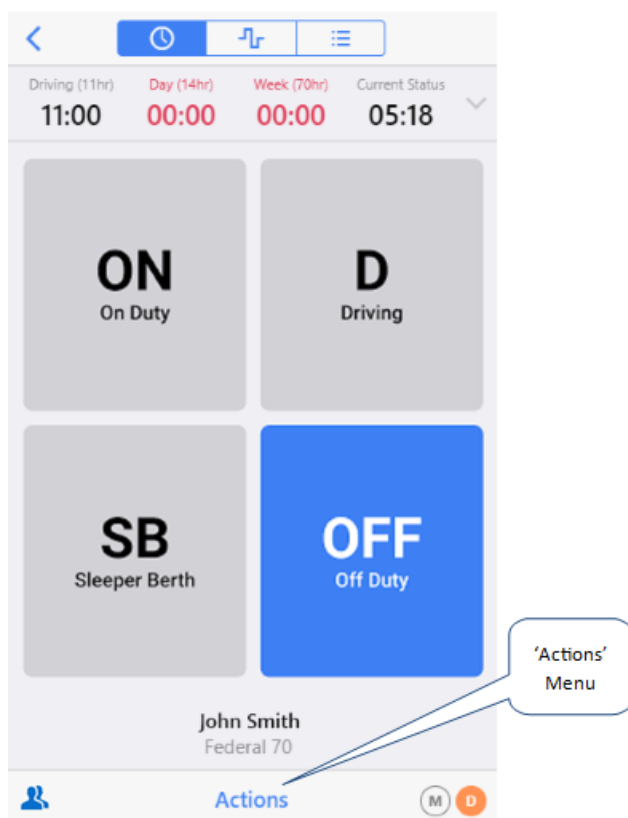 Driving (11hr) Day (14hr) Week (70hr) Current Status
11:00 00:00 00:00 05:18
ON
On Duty
D
Driving
SB
Sleeper Berth
OFF
Off Duty
‘Actions’
Menu
John Smith
Federal 70
Actions
M D